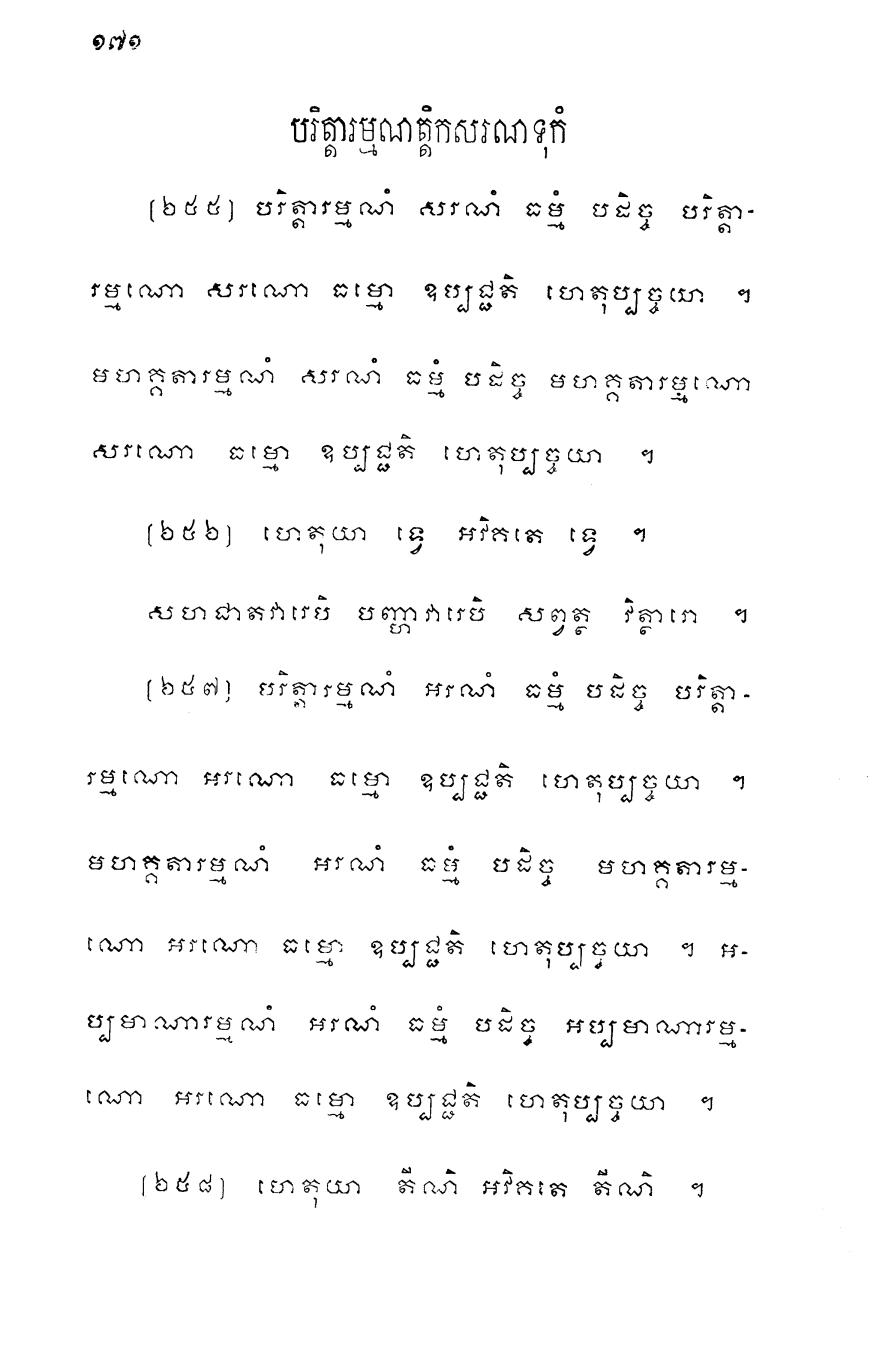 ១៧១
បរិត្តារម្មណត្តិកសរណទុកំ
(២៥៥) បរិត្តារម្មណំ សរណំ ធម្មំ បដិច្ច បរិត្តា-
រម្មណោ សរណោ ធម្មោ ឧប្បជ្ជតិ ហេតុប្បច្ចយា ។
មហគ្គតារម្មណំ សរណំ ធម្មំ បដិច្ច មហគ្គតារម្មណោ
សរណោ ធម្មោ ឧប្បជ្ជតិ ហេតុប្បច្ចយា ។
(២៥៦) ហេតុយា ទ្វេ អវិគតេ ទ្វេ ។
សហជាតវារេបិ បញ្ហាវារេបិ សព្វត្ថ វិត្ថារោ ។
(២៥៧) បរិត្តារម្មណំ អរណំ ធម្មំ បដិច្ច បរិត្តា-
រម្មណោ អរណោ ធម្មោ ឧប្បជ្ជតិ ហេតុប្បច្ចយា ។
មហគ្គតារម្មណំ អរណំ ធម្មំ បដិច្ច មហគ្គតារម្ម-
ណោ អរណោ ធម្មោ ឧប្បជ្ជតិ ហេតុប្បច្ចយា ។ អ-
ប្បមាណារម្មណំ អរណំ ធម្មំ បដិច្ច អប្បមាណារម្ម-
ណោ អរណោ ធម្មោ ឧប្បជ្ជតិ ហេតុប្បច្ចយា ។
(២៥៨) ហេតុយា តីណិ អវិគតេ តីណិ ។